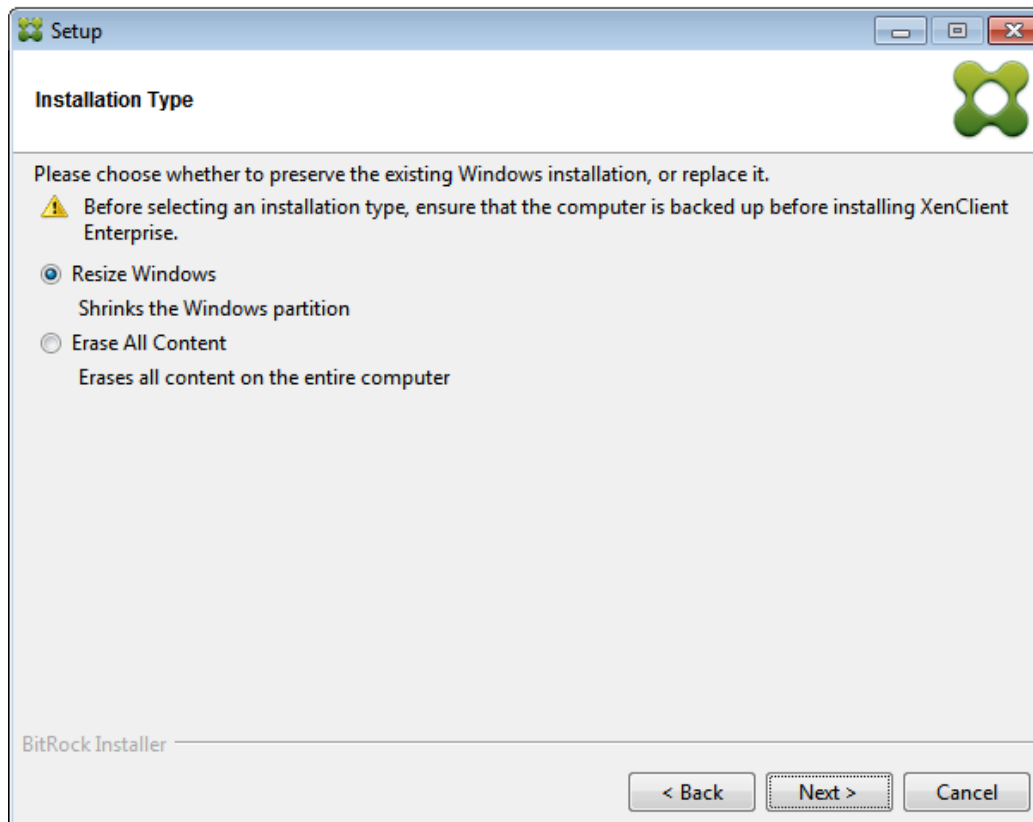 Setup
Installation Type
Please choose whether to preserve the existing Windows installation, or replace it.
Before selecting an installation type, ensure that the computer is backed up before installing XenClient
Enterprise.
Resize Windows
Shrinks the Windows partition
Erase All Content
Erases all content on the entire computer
BitRock Installer
< Back Next > Cancel